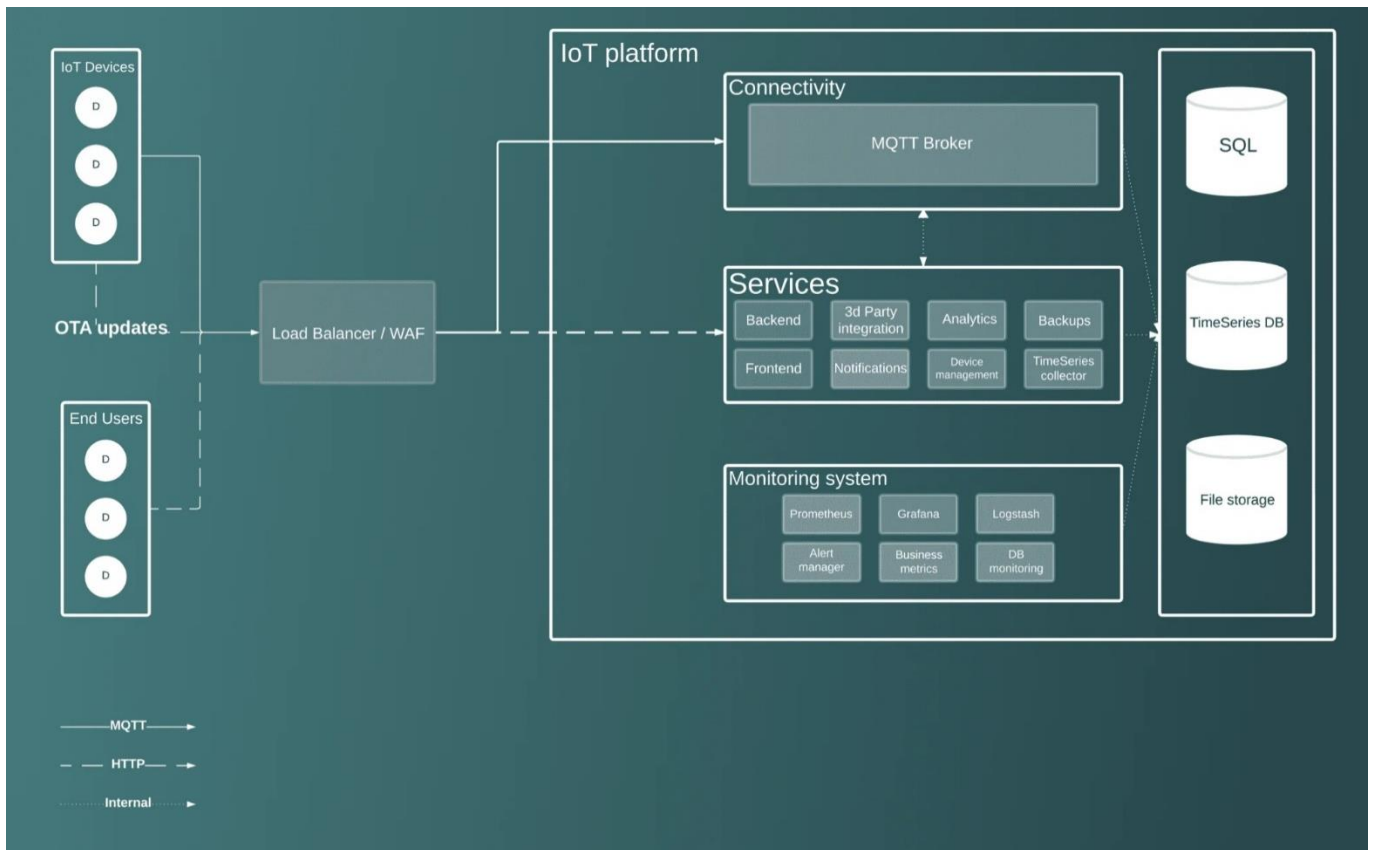 IoT Devices
D
D
D
OTA updates
End Users
D
D
D
Load Balancer / WAF
IoT platform
Connectivity
MQTT Broker
Services
Backend
3d Party
integration
Analytics
Backups
Frontend
Notifications
Device
management
TimeSeries
collector
Monitoring system
Prometheus
Grafana
Logstash
Alert
manager
Business
metrics
DB
monitoring
SQL
TimeSeries DB
File storage
MQTT
HTTP
Internal